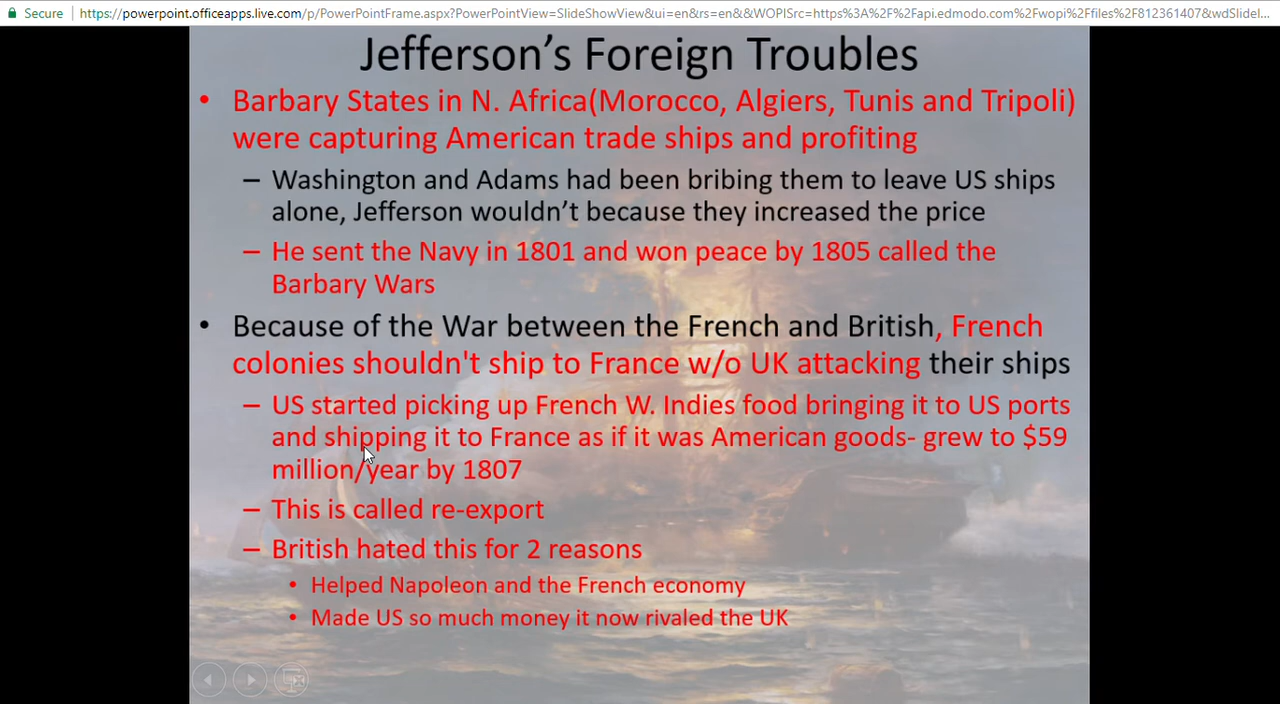 Secure https://powerpoint.officeapps.live.com/p/PowerPointFrame.aspx?PowerPointView=SlideShowView&ui=en&rs=en&&WOPISrc=https%3A%2F%2Fapi.edmodo.com%2Fwopi%2Ffiles%2F812361407&wdSlideI...
Jefferson’s Foreign Troubles
• Barbary States in N. Africa(Morocco, Algiers, Tunis and Tripoli)
were capturing American trade ships and profiting
– Washington and Adams had been bribing them to leave US ships
alone, Jefferson wouldn’t because they increased the price
– He sent the Navy in 1801 and won peace by 1805 called the
Barbary Wars
• Because of the War between the French and British, French
colonies shouldn't ship to France w/o UK attacking their ships
– US started picking up French W. Indies food bringing it to US ports
and shipping it to France as if it was American goods- grew to $59
million/year by 1807
– This is called re-export
– British hated this for 2 reasons
• Helped Napoleon and the French economy
• Made US so much money it now rivaled the UK